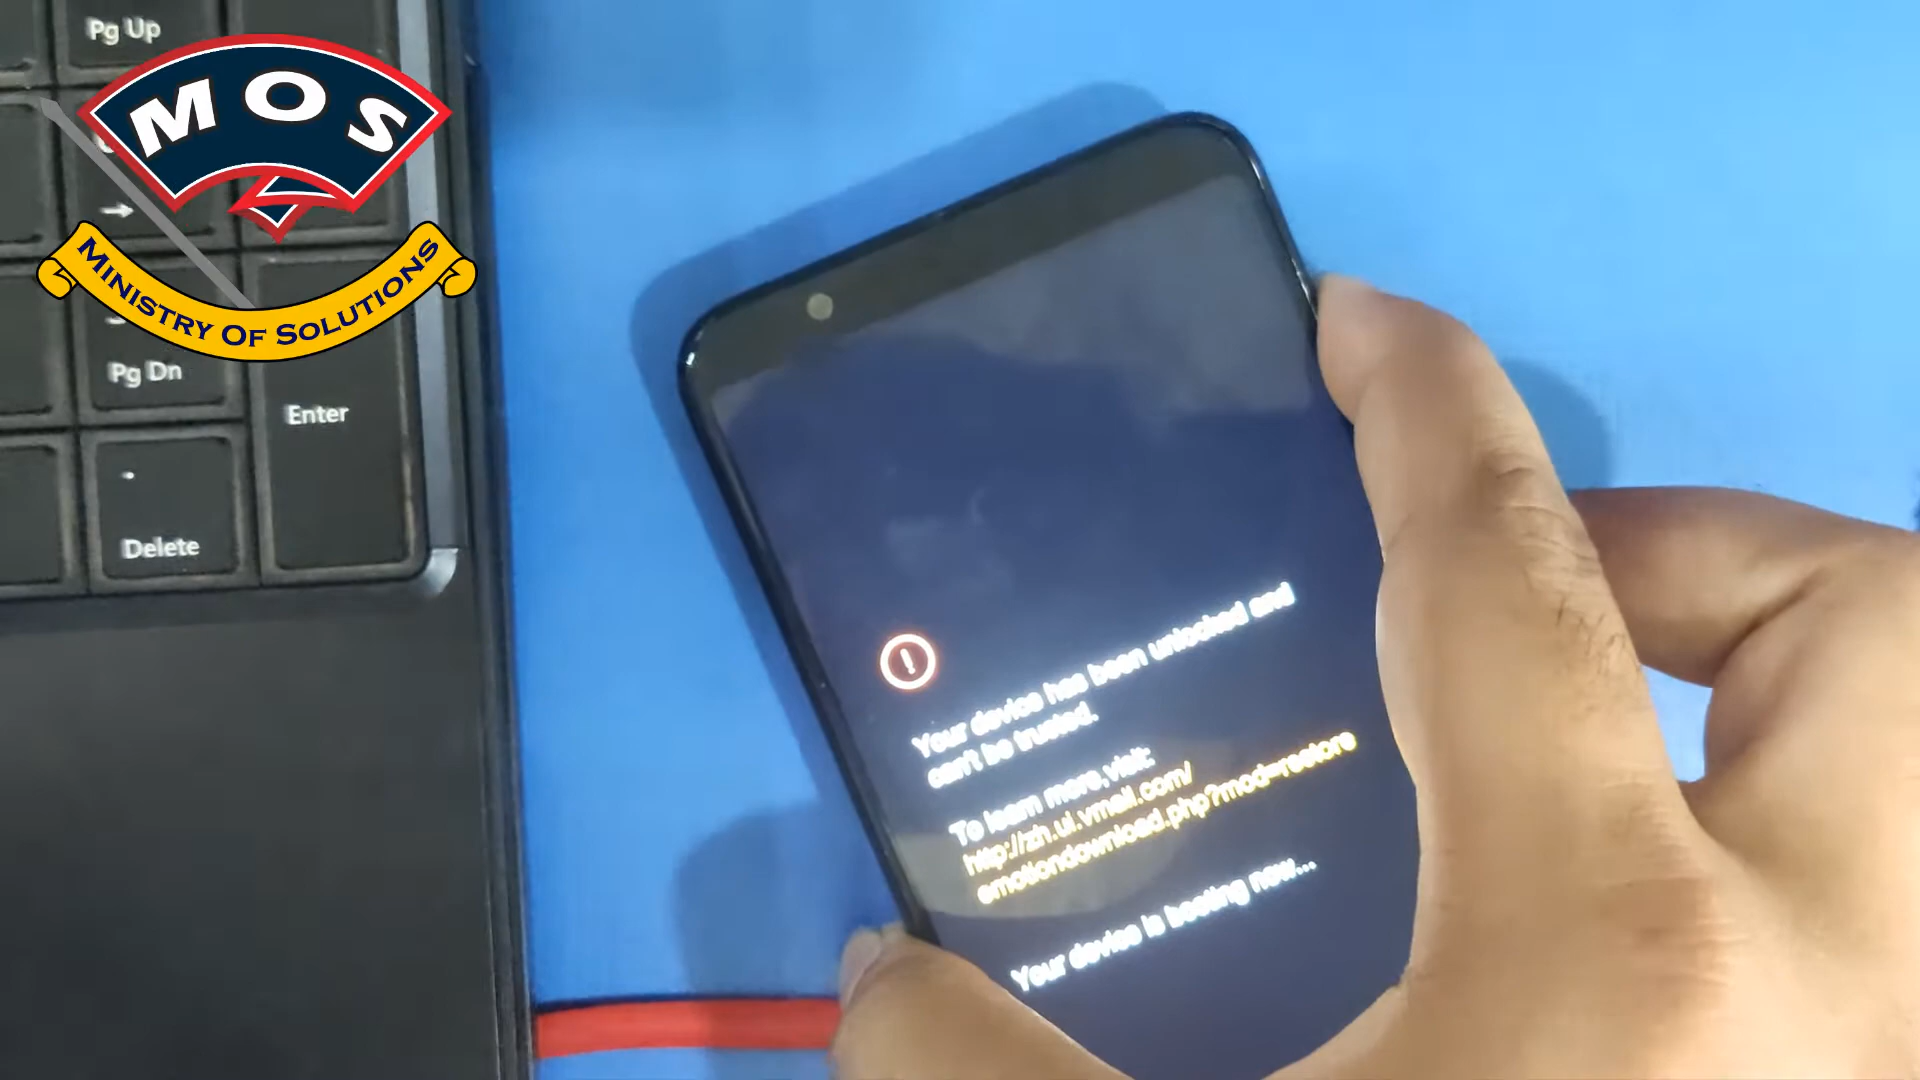 Pg Up
MOS
MINISTRY OF SOLUTIONS
Pg Dn
Enter
Delete
Your device has been unlocked and
can't be trusted.
To learn more, visit:
http://zh.ui.vmall.com/
emotiondownload.php?mod=restore
Your device is booting now...